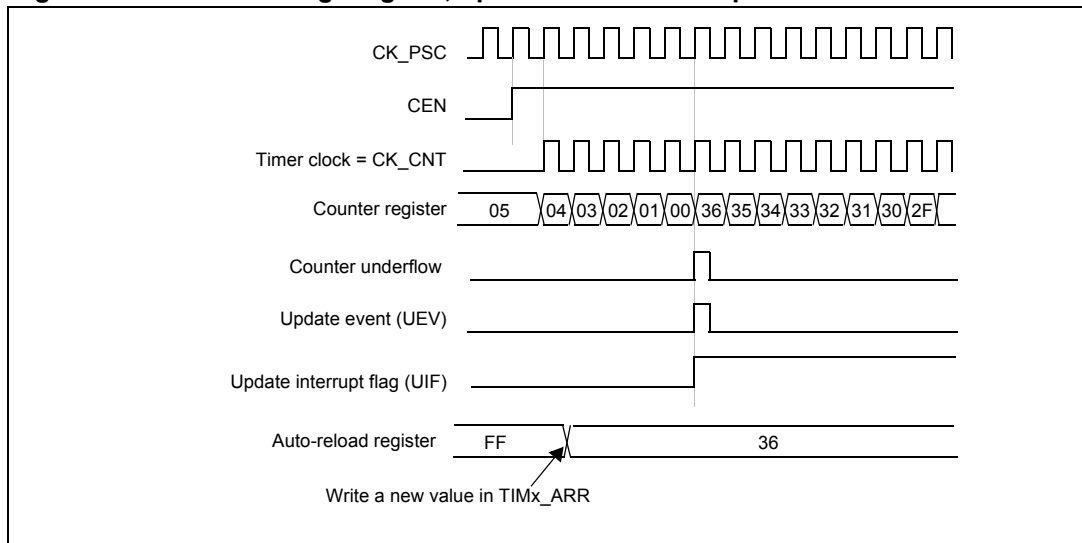 CK_PSC
CEN
Timer clock = CK_CNT
Counter register 05 04 03 02 01 00 36 35 34 33 32 31 30 2F
Counter underflow
Update event (UEV)
Update interrupt flag (UIF)
Auto-reload register FF 36
Write a new value in TIMx_ARR